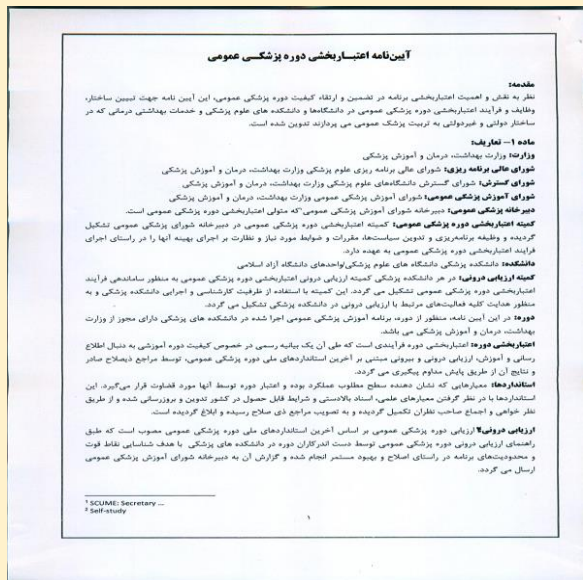 آیین‌نامه اعتبـــاربخشی دوره پزشکـــی عمومی
مقدمه:
نظر به نقش و اهمیت اعتباربخشی برنامه در تضمین و ارتقاء کیفیت دوره پزشکی عمومی، این آیین نامه جهت تبیین ساختار،
وظایف و فرآیند اعتباربخشی دوره پزشکی عمومی در دانشگاه‌ها و دانشکده های علوم پزشکی و خدمات بهداشتی درمانی که در
ساختار دولتی و غیردولتی به تربیت پزشک عمومی می پردازند تدوین شده است.
ماده ۱– تعاریف:
وزارت: وزارت بهداشت، درمان و آموزش پزشکی
شورای عالی برنامه ریزی: شورای عالی برنامه ریزی علوم پزشکی وزارت بهداشت، درمان و آموزش پزشکی
شورای گسترش: شورای گسترش دانشگاه‌های علوم پزشکی وزارت بهداشت، درمان و آموزش پزشکی
شورای آموزش پزشکی عمومی: شورای آموزش پزشکی عمومی وزارت بهداشت، درمان و آموزش پزشکی
دبیرخانه پزشکی عمومی: دبیرخانه شورای آموزش پزشکی عمومی که متولی اعتباربخشی دوره پزشکی عمومی است.
کمیته اعتباربخشی دوره پزشکی عمومی: کمیته اعتباربخشی دوره پزشکی عمومی در دبیرخانه شورای آموزش پزشکی عمومی تشکیل
گردیده و وظیفه برنامه‌ریزی و تدوین سیاست‌ها، مقررات و ضوابط مورد نیاز و نظارت بر اجرای بهینه آنها را در راستای اجرای
فرایند اعتباربخشی دوره پزشکی عمومی به عهده دارد.
دانشکده: دانشکده پزشکی دانشگاه های علوم پزشکی/واحدهای دانشگاه آزاد اسلامی
کمیته ارزیابی درونی: در هر دانشکده پزشکی کمیته ارزیابی درونی اعتباربخشی دوره پزشکی عمومی به منظور ساماندهی فرآیند
اعتباربخشی دوره پزشکی عمومی تشکیل می گردد. این کمیته با استفاده از ظرفیت کارشناسی و اجرایی دانشکده پزشکی و به
منظور هدایت کلیه فعالیت‌های مرتبط با ارزیابی درونی در دانشکده پزشکی تشکیل می گردد.
دوره: در این آیین نامه، منظور از دوره، برنامه آموزش پزشکی عمومی اجرا شده در دانشکده های پزشکی دارای مجوز از وزارت
بهداشت، درمان و آموزش پزشکی می باشد.
اعتباربخشی دوره: اعتباربخشی دوره فرآیندی است که طی آن یک بیانیه رسمی در خصوص کیفیت دوره آموزشی به دنبال اطلاع
رسانی و آموزش، ارزیابی درونی و بیرونی مبتنی بر آخرین استانداردهای ملی دوره پزشکی عمومی، توسط مراجع ذیصلاح صادر
و نتایج آن از طریق پایش مداوم پیگیری می گردد.
استانداردها: معیارهایی که نشان دهنده سطح مطلوب عملکرد بوده و اعتبار دوره توسط آنها مورد قضاوت قرار می‌گیرد. این
استانداردها با در نظر گرفتن معیارهای علمی، اسناد بالادستی و شرایط قابل حصول در کشور تدوین و بروزرسانی شده و از طریق
نظر خواهی و اجماع صاحب نظران تکمیل گردیده و به تصویب مراجع ذی صلاح رسیده و ابلاغ گردیده است.
ارزیابی درونی۲: ارزیابی دوره پزشکی عمومی بر اساس آخرین استانداردهای ملی دوره پزشکی عمومی مصوب است که طبق
راهنمای ارزیابی درونی دوره پزشکی عمومی توسط دست اندرکاران دوره در دانشکده های پزشکی با هدف شناسایی نقاط قوت
و محدودیت‌های برنامه در راستای اصلاح و بهبود مستمر انجام شده و گزارش آن به دبیرخانه شورای آموزش پزشکی عمومی
ارسال می گردد.
¹ SCUME: Secretary ...
² Self-study
۱